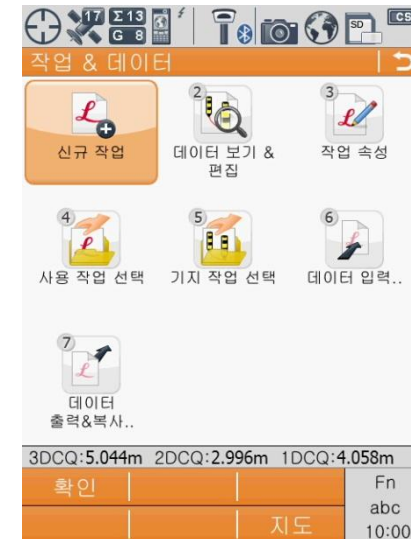 17 Σ 13
G 8
SD
CS
작업 & 데이터
신규 작업
2
데이터 보기 &
편집
3
작업 속성
4
사용 작업 선택
5
기지 작업 선택
6
데이터 입력..
7
데이터
출력&복사..
3DCQ:5.044m 2DCQ:2.996m 1DCQ:4.058m
확인
Fn
abc
지도
10:00